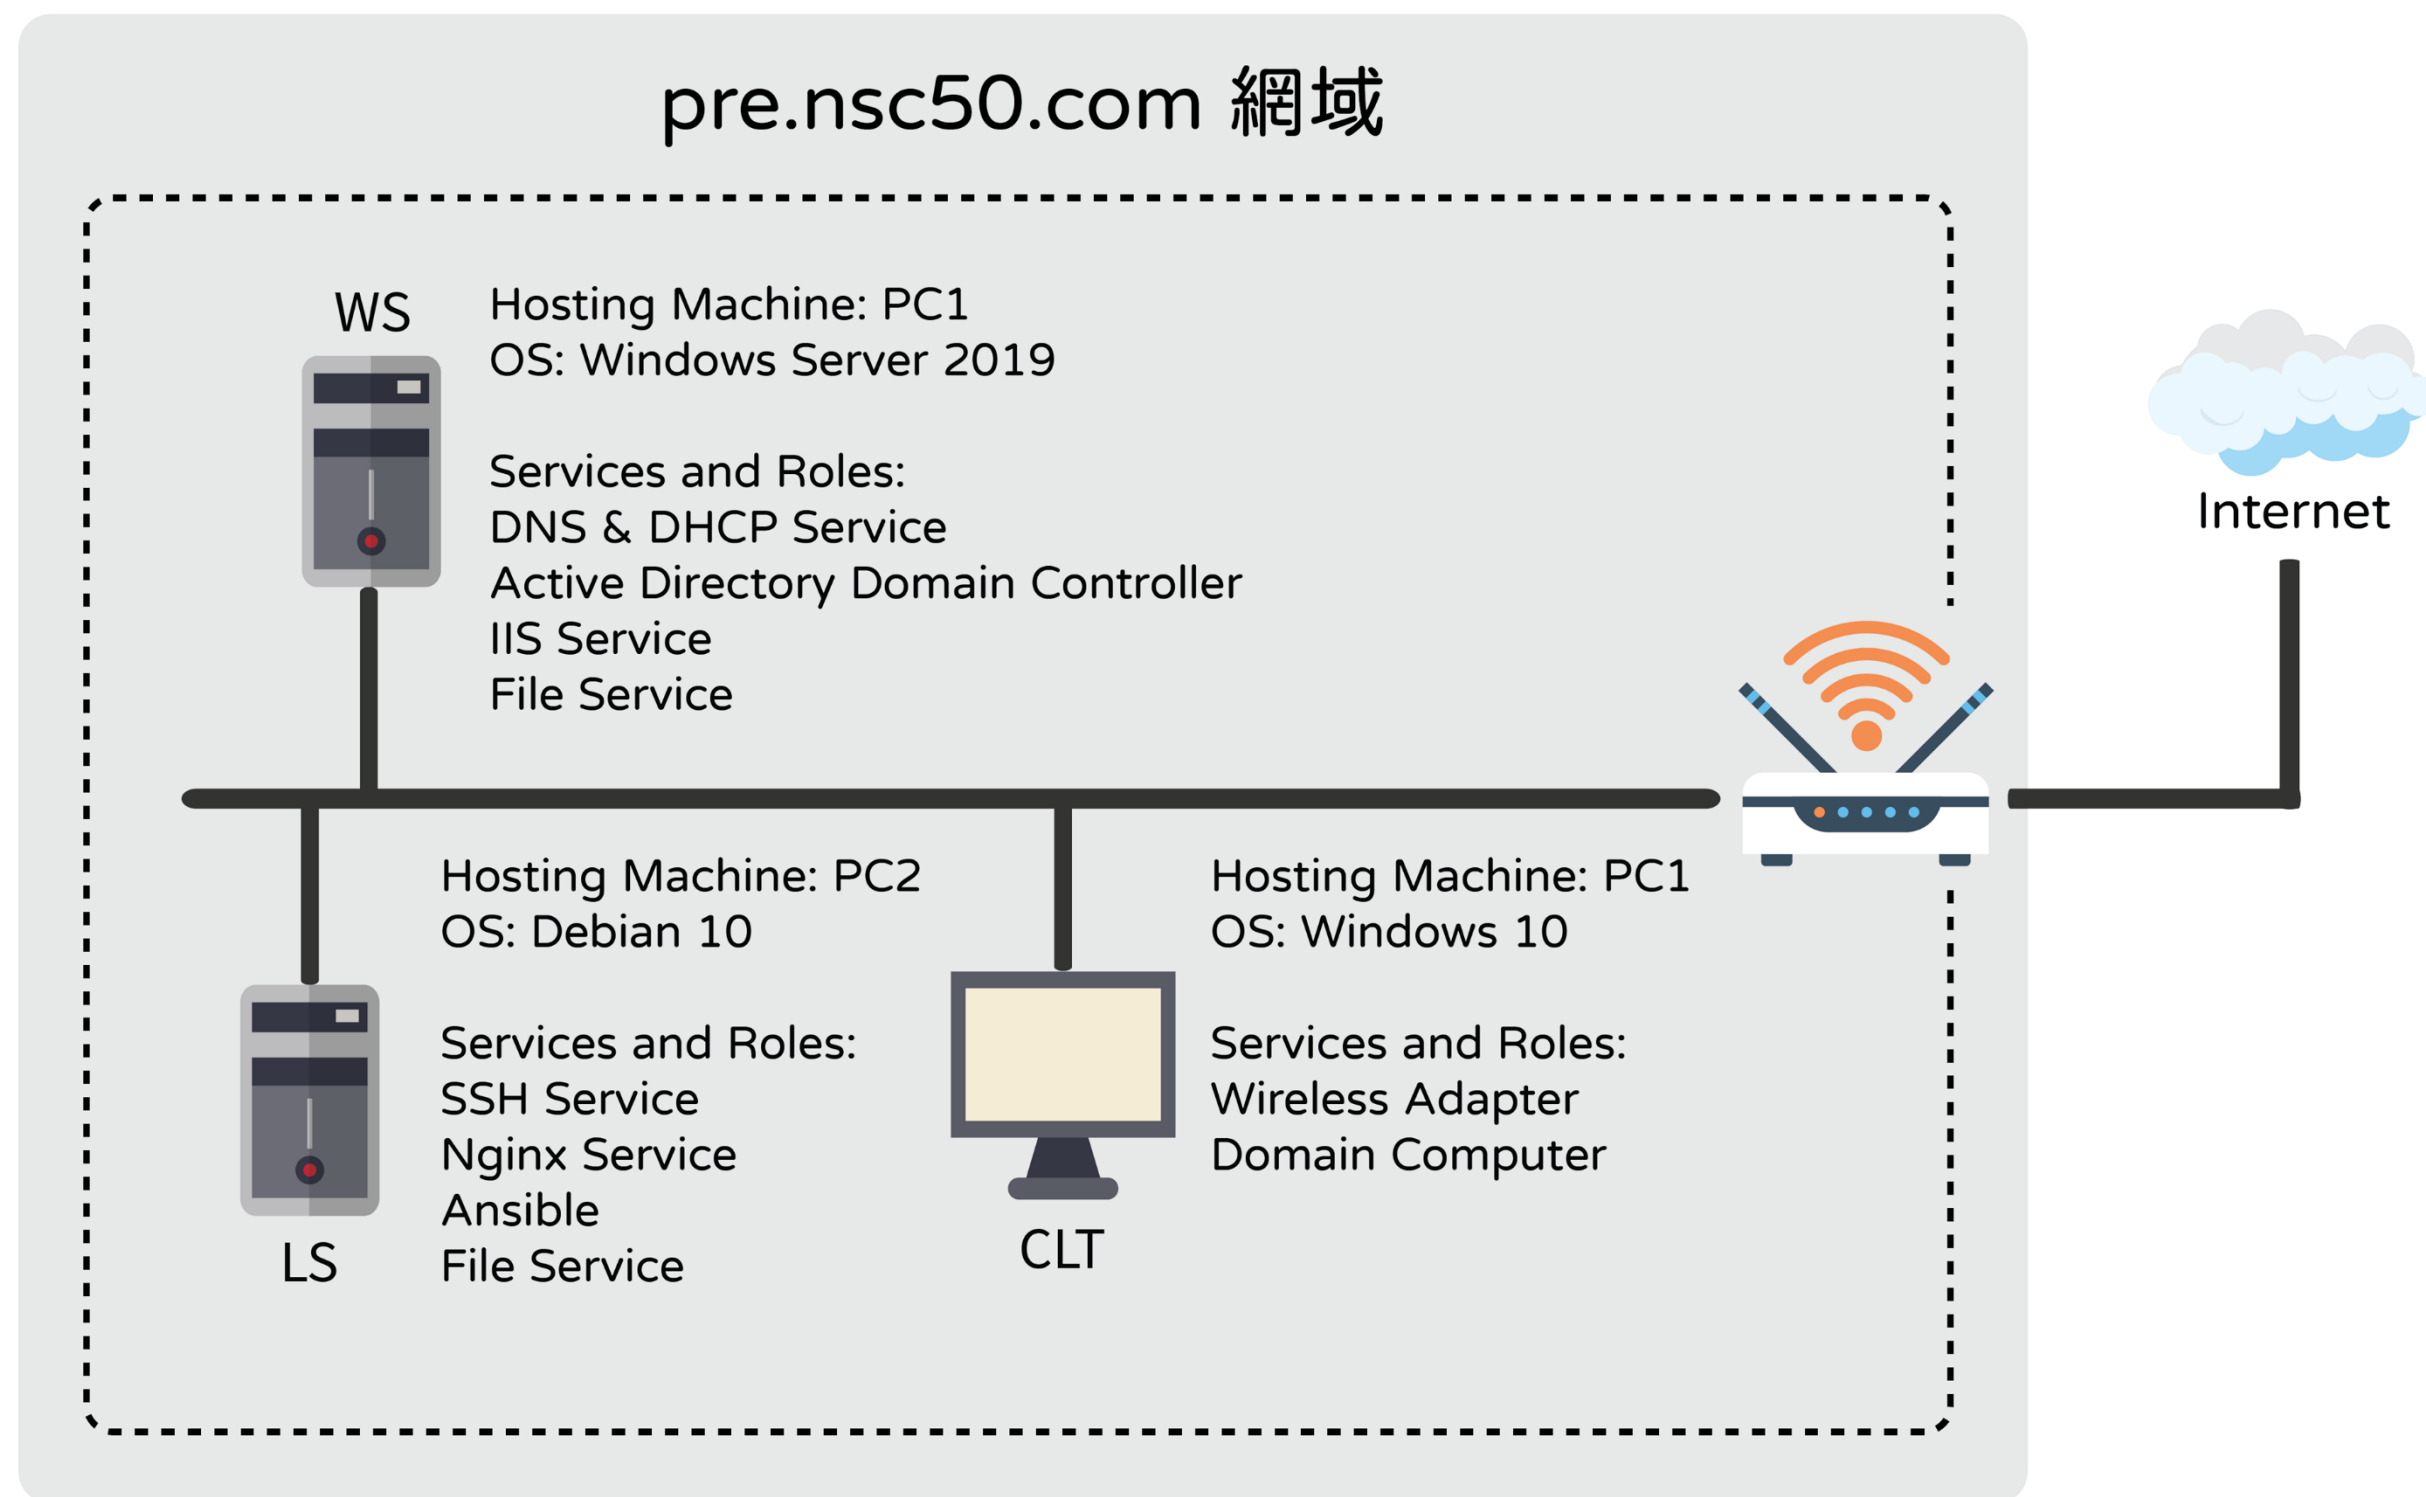 pre.nsc50.com 網域
WS
Hosting Machine: PC1
OS: Windows Server 2019
Services and Roles:
DNS & DHCP Service
Active Directory Domain Controller
IIS Service
File Service
Internet
Hosting Machine: PC2
OS: Debian 10
Services and Roles:
SSH Service
Nginx Service
Ansible
File Service
LS
Hosting Machine: PC1
OS: Windows 10
Services and Roles:
Wireless Adapter
Domain Computer
CLT